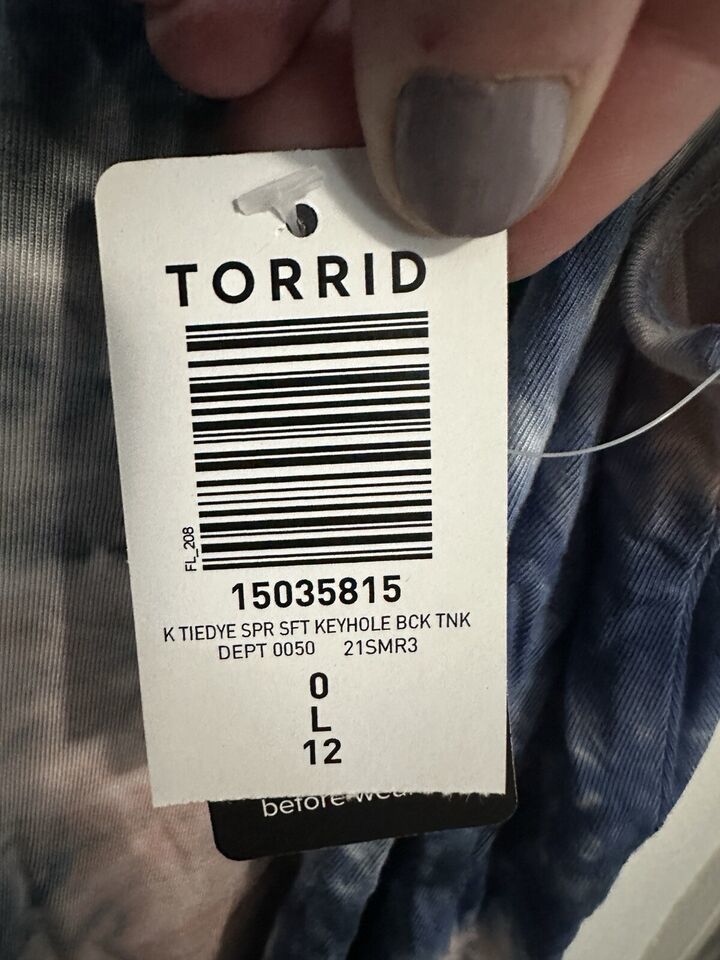 TORRID
FL_208
15035815
K TIEDYE SPR SFT KEYHOLE BCK TNK
DEPT 0050 21SMR3
0
L
12
before